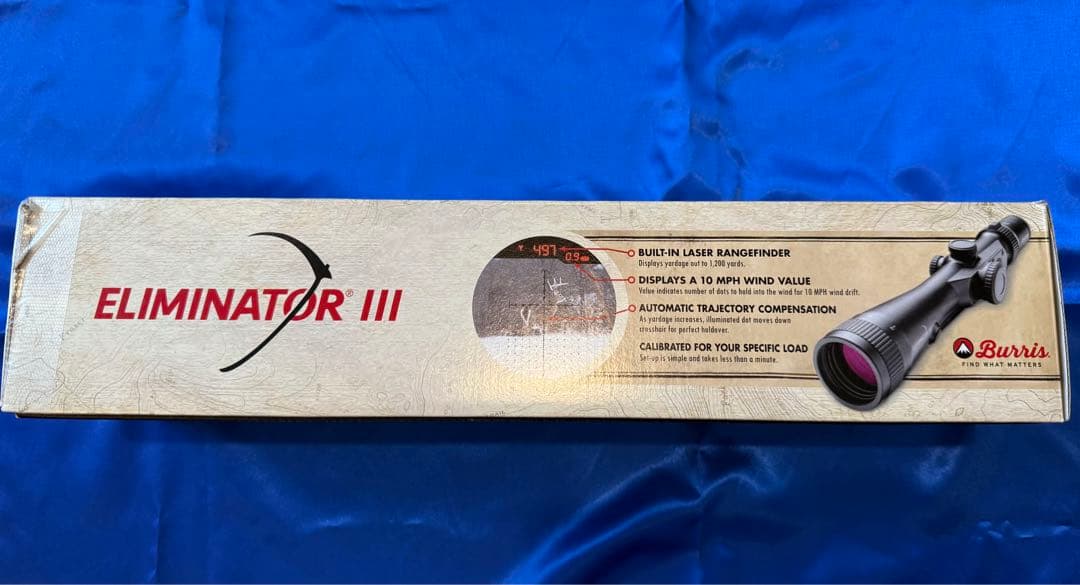 ELIMINATOR® III
497
0.9
BUILT-IN LASER RANGEFINDER
Displays yardage out to 1,200 yards.
DISPLAYS A 10 MPH WIND VALUE
Value indicates number of dots to hold into the wind for 10 MPH wind drift.
AUTOMATIC TRAJECTORY COMPENSATION
As yardage increases, illuminated dot moves down
crosshair for perfect holdover.
CALIBRATED FOR YOUR SPECIFIC LOAD
Set-up is simple and takes less than a minute.
Burris.
FIND WHAT MATTERS